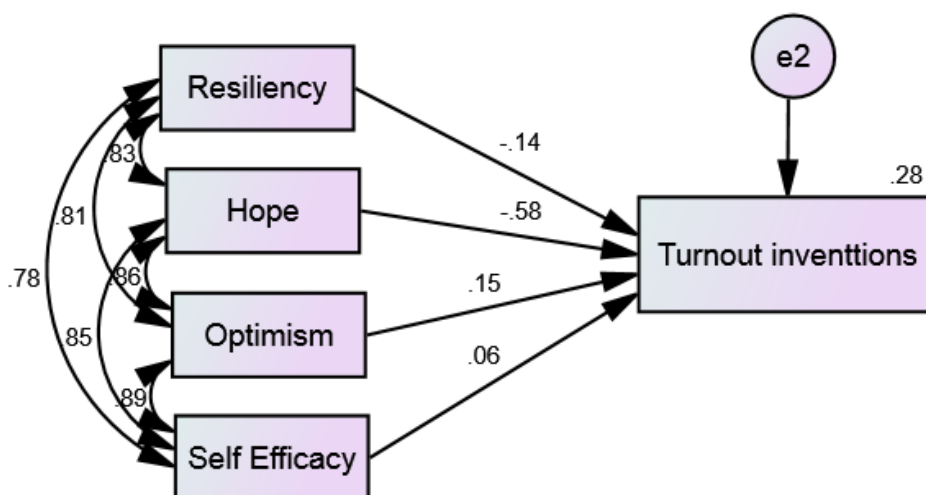 e2
Resiliency
-.14
.83
.28
Hope
-.58
.81
Turnout inventtions
.86
.78
.15
Optimism
.85
.06
.89
Self Efficacy